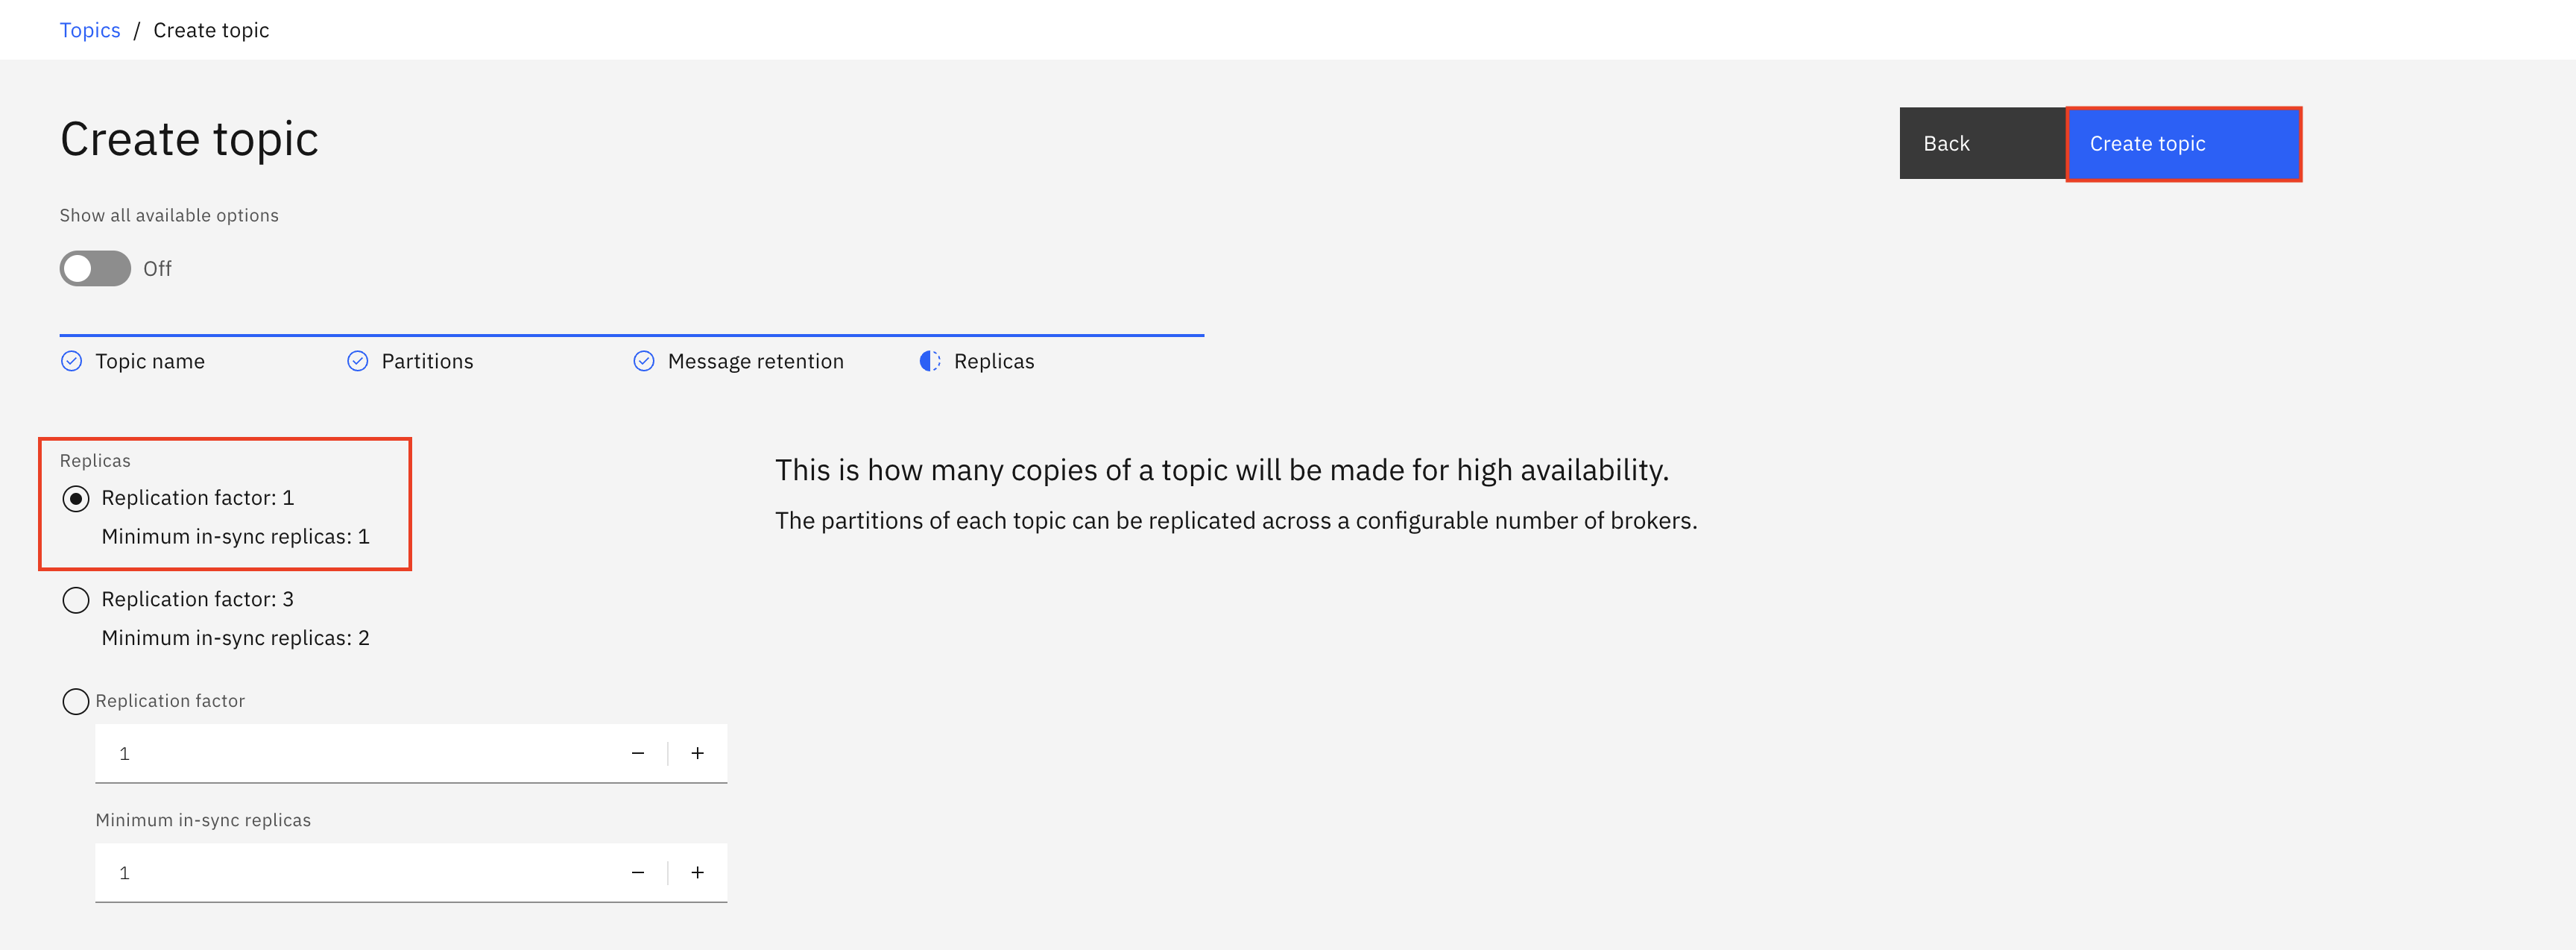 Topics / Create topic
Create topic
Back
Create topic
Show all available options
Off
Topic name
Partitions
Message retention
Replicas
Replicas
Replication factor: 1
Minimum in-sync replicas: 1
Replication factor: 3
Minimum in-sync replicas: 2
Replication factor
1
Minimum in-sync replicas
1
This is how many copies of a topic will be made for high availability.
The partitions of each topic can be replicated across a configurable number of brokers.